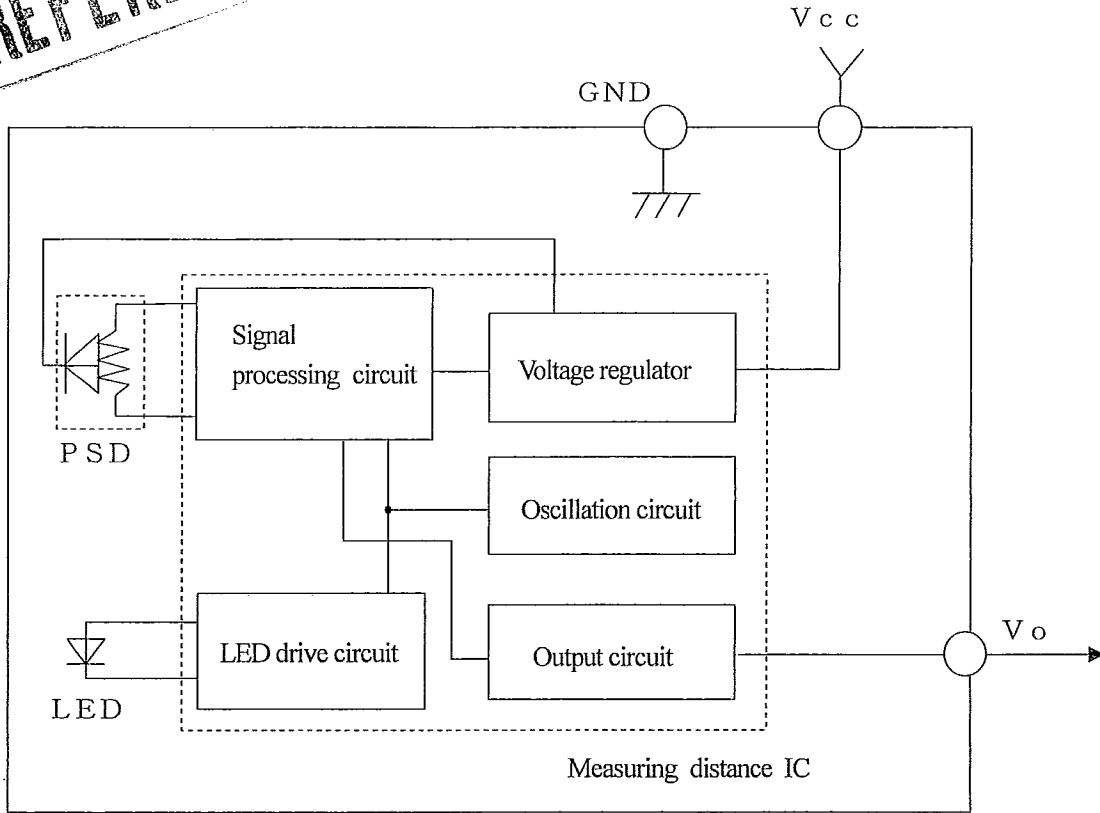 Vcc
GND
Signal
processing circuit
Voltage regulator
PSD
Oscillation circuit
Vo
LED drive circuit
Output circuit
LED
Measuring distance IC